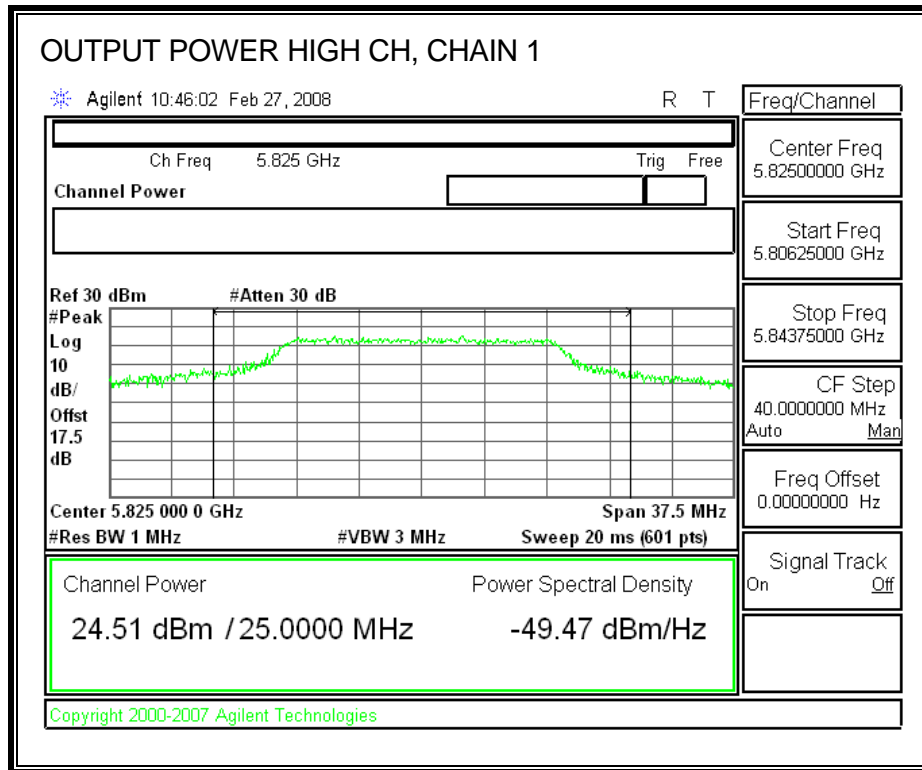 OUTPUT POWER HIGH CH, CHAIN 1
Agilent 10:46:02 Feb 27, 2008 R T
Freq/Channel
Ch Freq 5.825 GHz Trig Free
Channel Power
Center Freq
5.82500000 GHz
Start Freq
5.80625000 GHz
Stop Freq
5.84375000 GHz
CF Step
40.0000000 MHz
Auto Man
Freq Offset
0.00000000 Hz
Signal Track
On Off
Ref 30 dBm #Atten 30 dB
#Peak
Log
10
dB/
Offst
17.5
dB
Center 5.825 000 0 GHz Span 37.5 MHz
#Res BW 1 MHz #VBW 3 MHz Sweep 20 ms (601 pts)
Channel Power Power Spectral Density
24.51 dBm / 25.0000 MHz -49.47 dBm/Hz
Copyright 2000-2007 Agilent Technologies